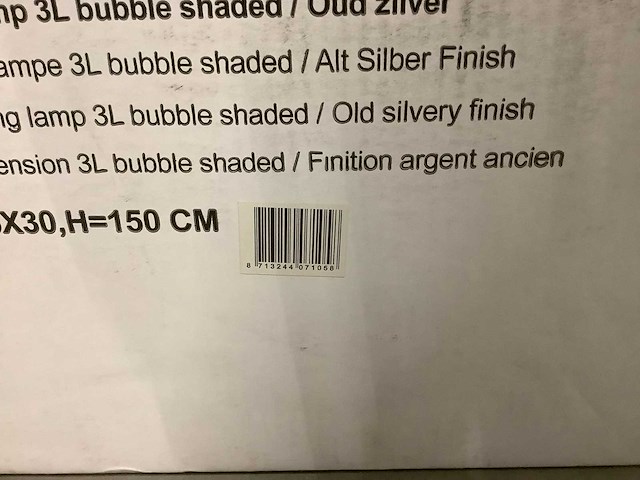 mp 3L bubble shaded / Oud zilver
ampe 3L bubble shaded / Alt Silber Finish
ng lamp 3L bubble shaded / Old silvery finish
ension 3L bubble shaded / Finition argent ancien
X30,H=150 CM
8 713244 071058